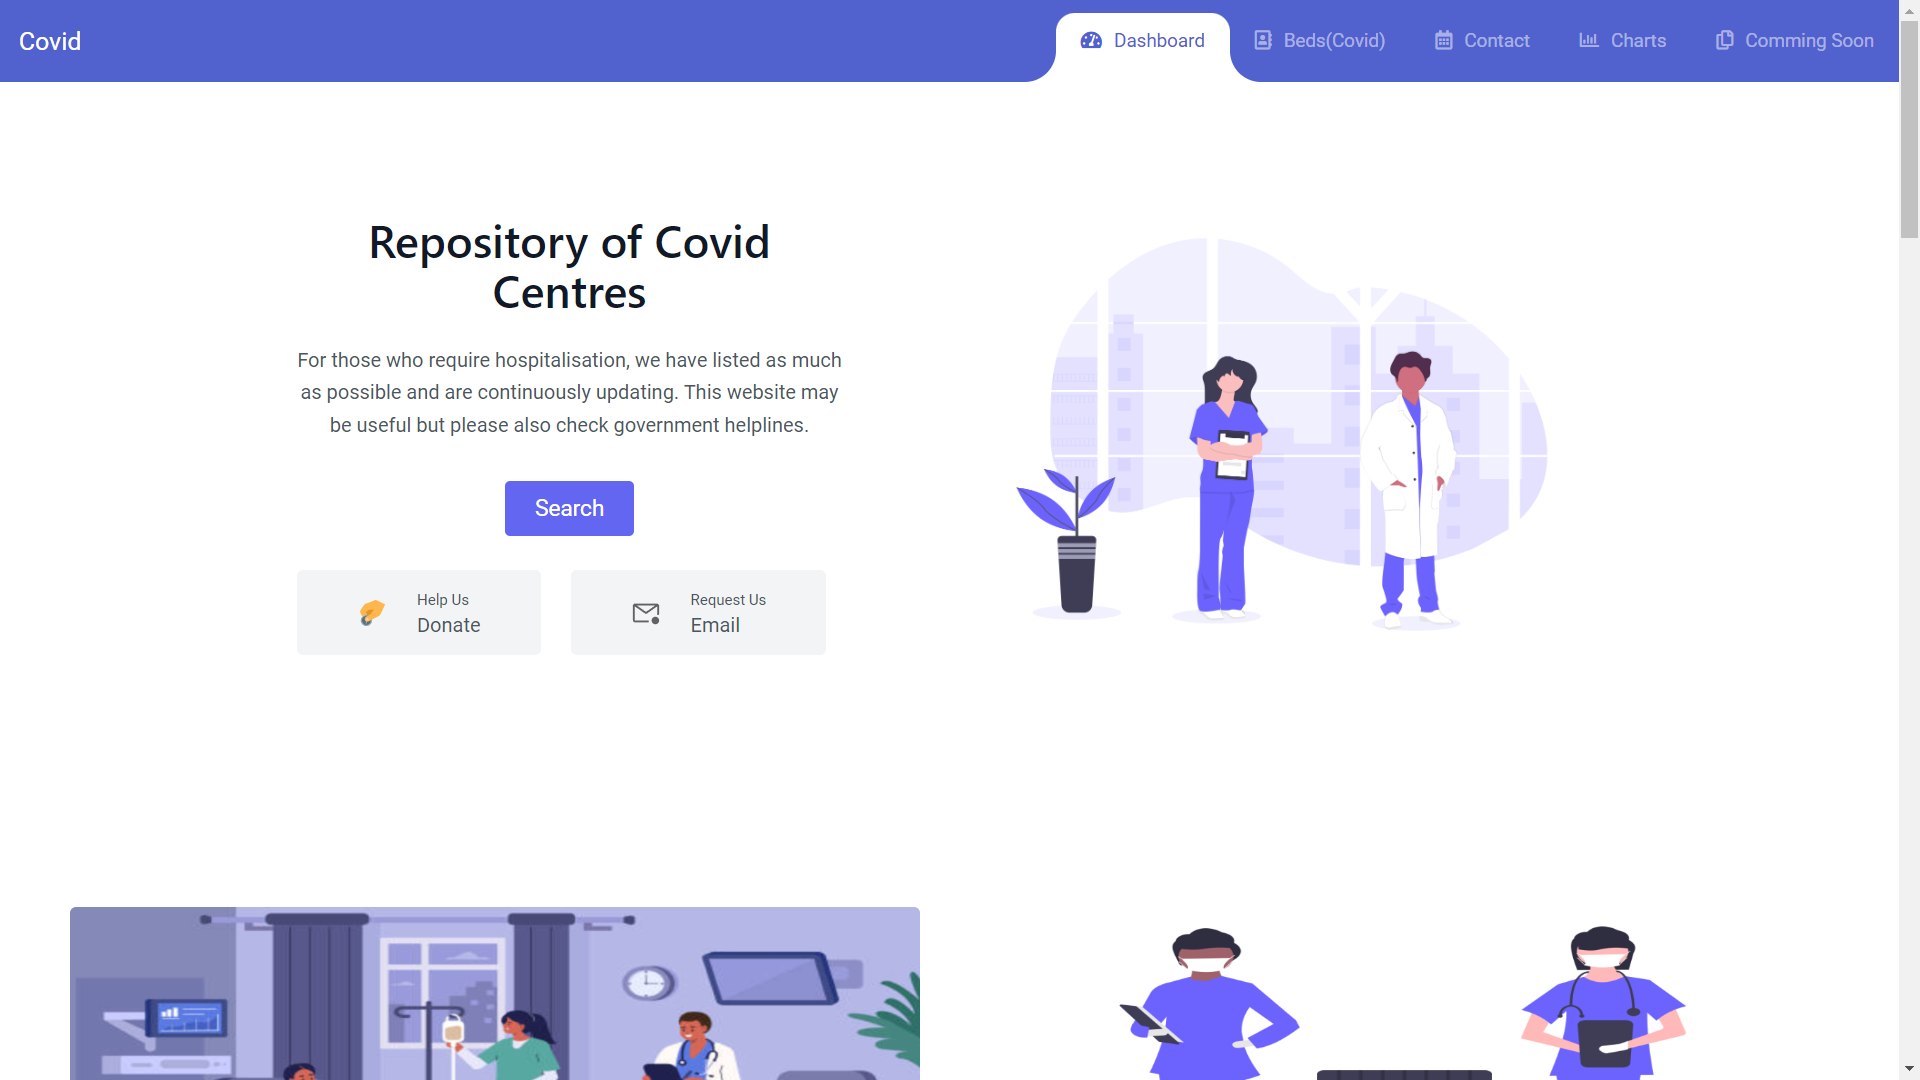 Covid
Dashboard
Beds(Covid)
Contact
Charts
Comming Soon
Repository of Covid
Centres
For those who require hospitalisation, we have listed as much
as possible and are continuously updating. This website may
be useful but please also check government helplines.
Search
Help Us
Donate
Request Us
Email